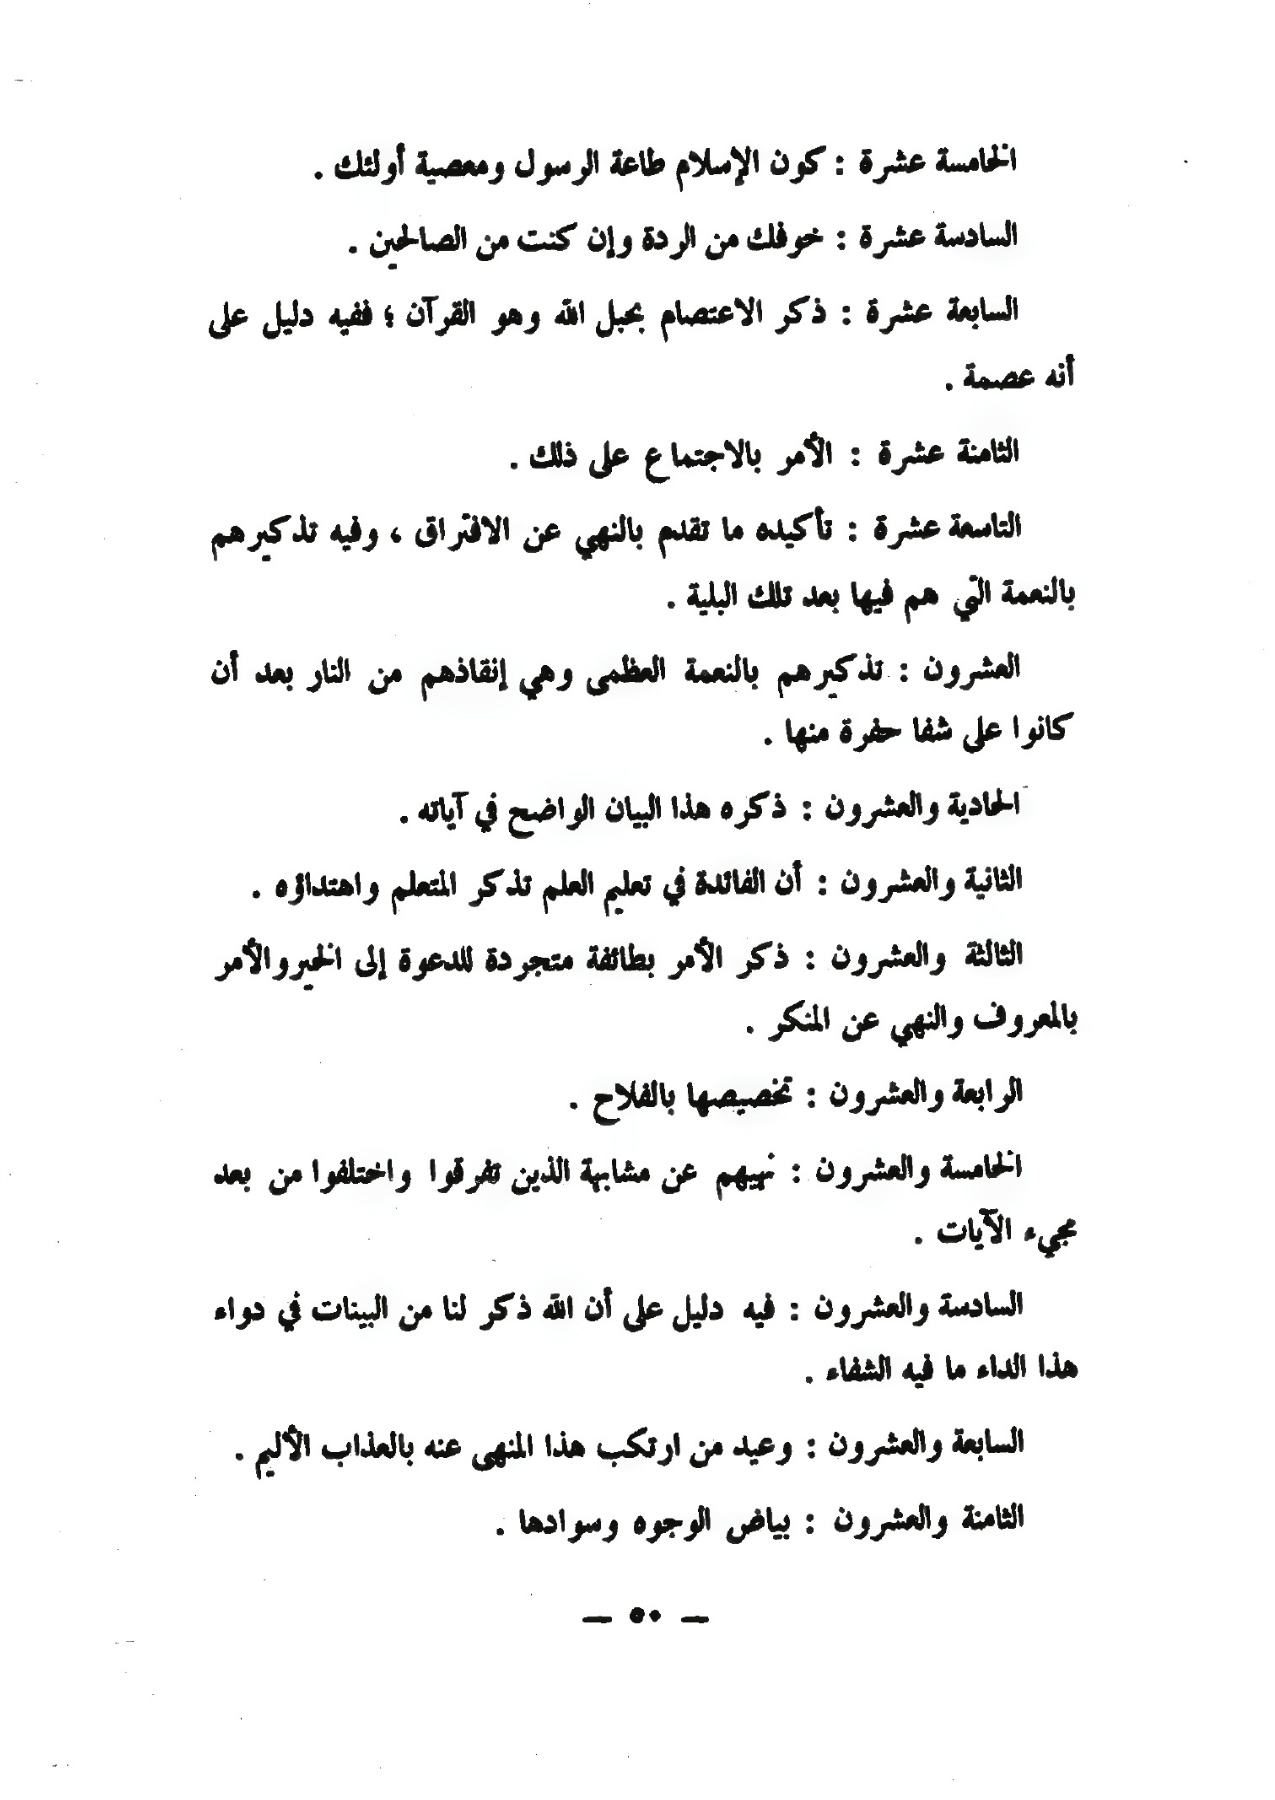 الخامسة عشرة : كون الإسلام طاعة الرسول ومعصية أولئك .
السادسة عشرة : خوفك من الردة وإن كنت من الصالحين .
السابعة عشرة : ذكر الاعتصام بحبل الله وهو القرآن ؛ ففيه دليل على
أنه عصمة .
الثامنة عشرة : الأمر بالاجتماع على ذلك .
التاسعة عشرة : تأكيده ما تقدم بالنهي عن الافتراق ، وفيه تذكيرهم
بالنعمة التي هم فيها بعد تلك البلية .
العشرون : تذكيرهم بالنعمة العظمى وهي إنقاذهم من النار بعد أن
كانوا على شفا حفرة منها .
الحادية والعشرون : ذكره هذا البيان الواضح في آياته .
الثانية والعشرون : أن الفائدة في تعليم العلم تذكر المتعلم واهتداؤه .
الثالثة والعشرون : ذكر الأمر بطائفة متجردة للدعوة إلى الخير والأمر
بالمعروف والنهي عن المنكر .
الرابعة والعشرون : تخصيصها بالفلاح .
الخامسة والعشرون : نهيهم عن مشابهة الذين تفرقوا واختلفوا من بعد
مجيء الآيات .
السادسة والعشرون : فيه دليل على أن الله ذكر لنا من البينات في دواء
هذا الداء ما فيه الشفاء .
السابعة والعشرون : وعيد من ارتكب هذا المنهى عنه بالعذاب الأليم .
الثامنة والعشرون : بياض الوجوه وسوادها .
— ٥٠ —